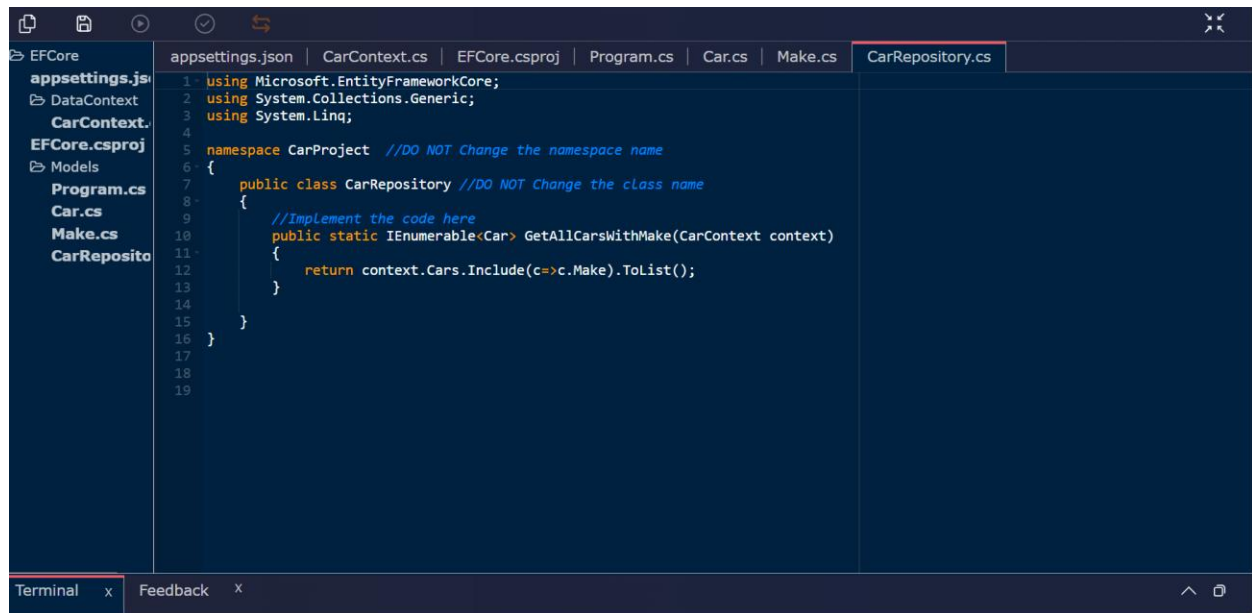 EFCore
appsettings.js
DataContext
CarContext.
EFCore.csproj
Models
Program.cs
Car.cs
Make.cs
CarReposito
appsettings.json | CarContext.cs | EFCore.csproj | Program.cs | Car.cs | Make.cs | CarRepository.cs
1 using Microsoft.EntityFrameworkCore;
2 using System.Collections.Generic;
3 using System.Linq;
4
5 namespace CarProject  //DO NOT Change the namespace name
6 {
7     public class CarRepository //DO NOT Change the class name
8     {
9         //Implement the code here
10         public static IEnumerable<Car> GetAllCarsWithMake(CarContext context)
11         {
12             return context.Cars.Include(c=>c.Make).ToList();
13         }
14
15     }
16 }
17
18
19
Terminal x Feedback x